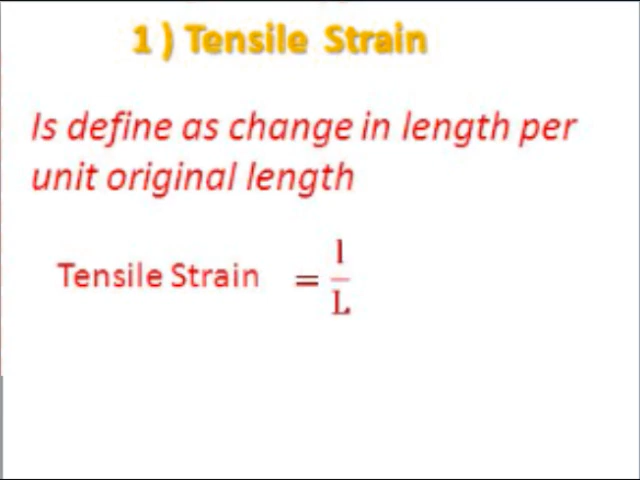 1 ) Tensile Strain
Is define as change in length per
unit original length
Tensile Strain = l
L